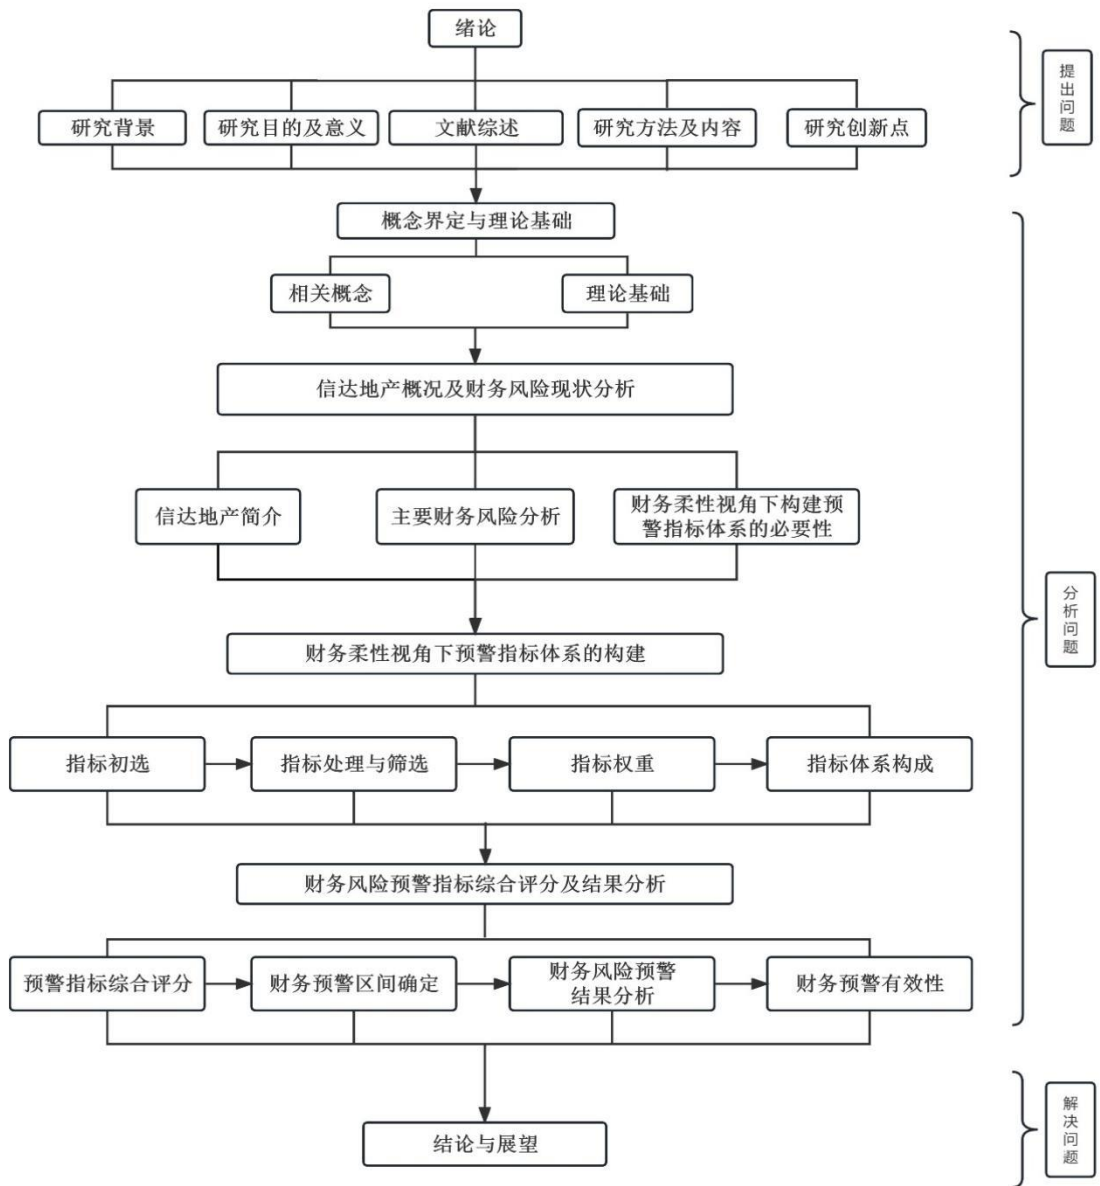 绪论
提出问题
研究背景
研究目的及意义
文献综述
研究方法及内容
研究创新点
概念界定与理论基础
相关概念
理论基础
信达地产概况及财务风险现状分析
信达地产简介
主要财务风险分析
财务柔性视角下构建预
警指标体系的必要性
分析问题
财务柔性视角下预警指标体系的构建
指标初选
指标处理与筛选
指标权重
指标体系构成
财务风险预警指标综合评分及结果分析
预警指标综合评分
财务预警区间确定
财务风险预警
结果分析
财务预警有效性
结论与展望
解决问题